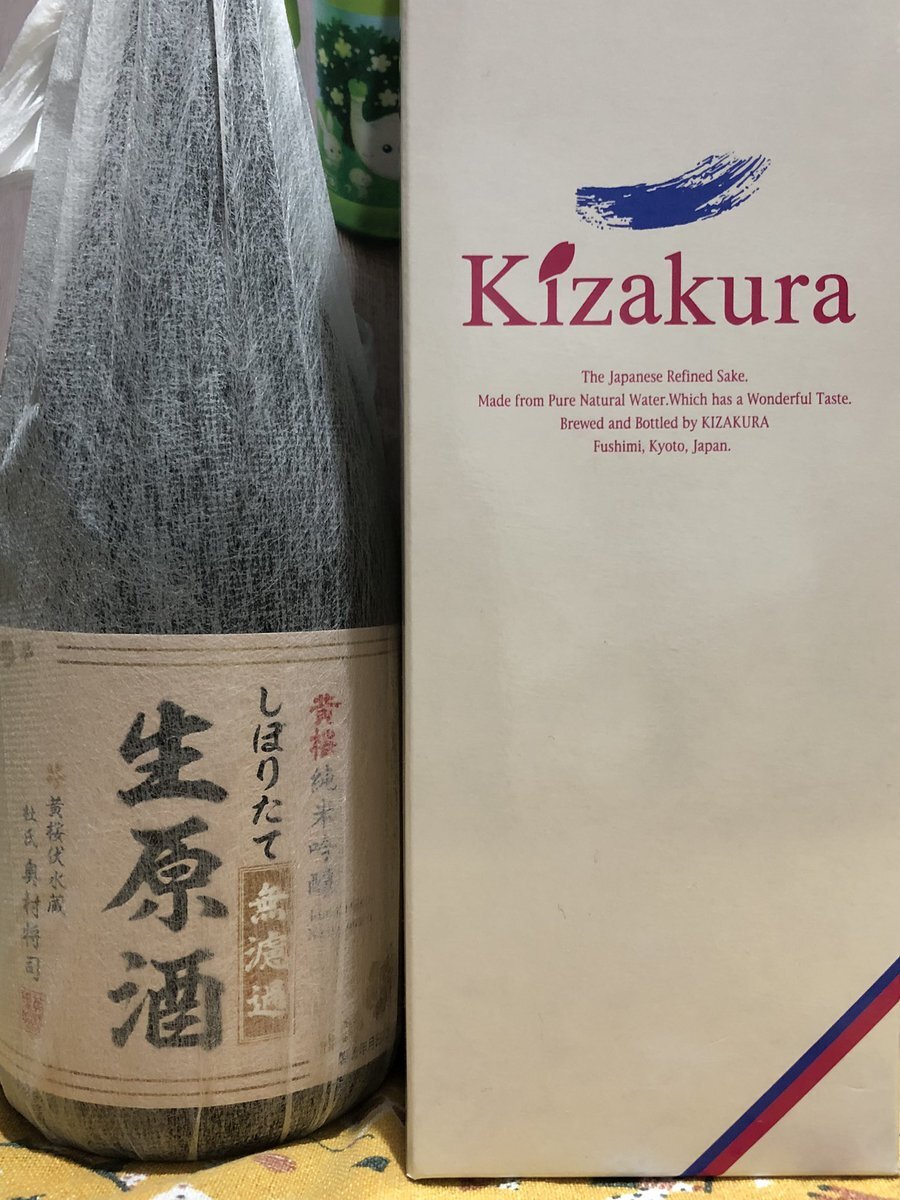 黄桜 純米吟醸
しぼりたて
無濾過
生原酒
黄桜伏水蔵
杜氏 奥村将司
Kizakura
The Japanese Refined Sake.
Made from Pure Natural Water.Which has a Wonderful Taste.
Brewed and Bottled by KIZAKURA
Fushimi, Kyoto, Japan.